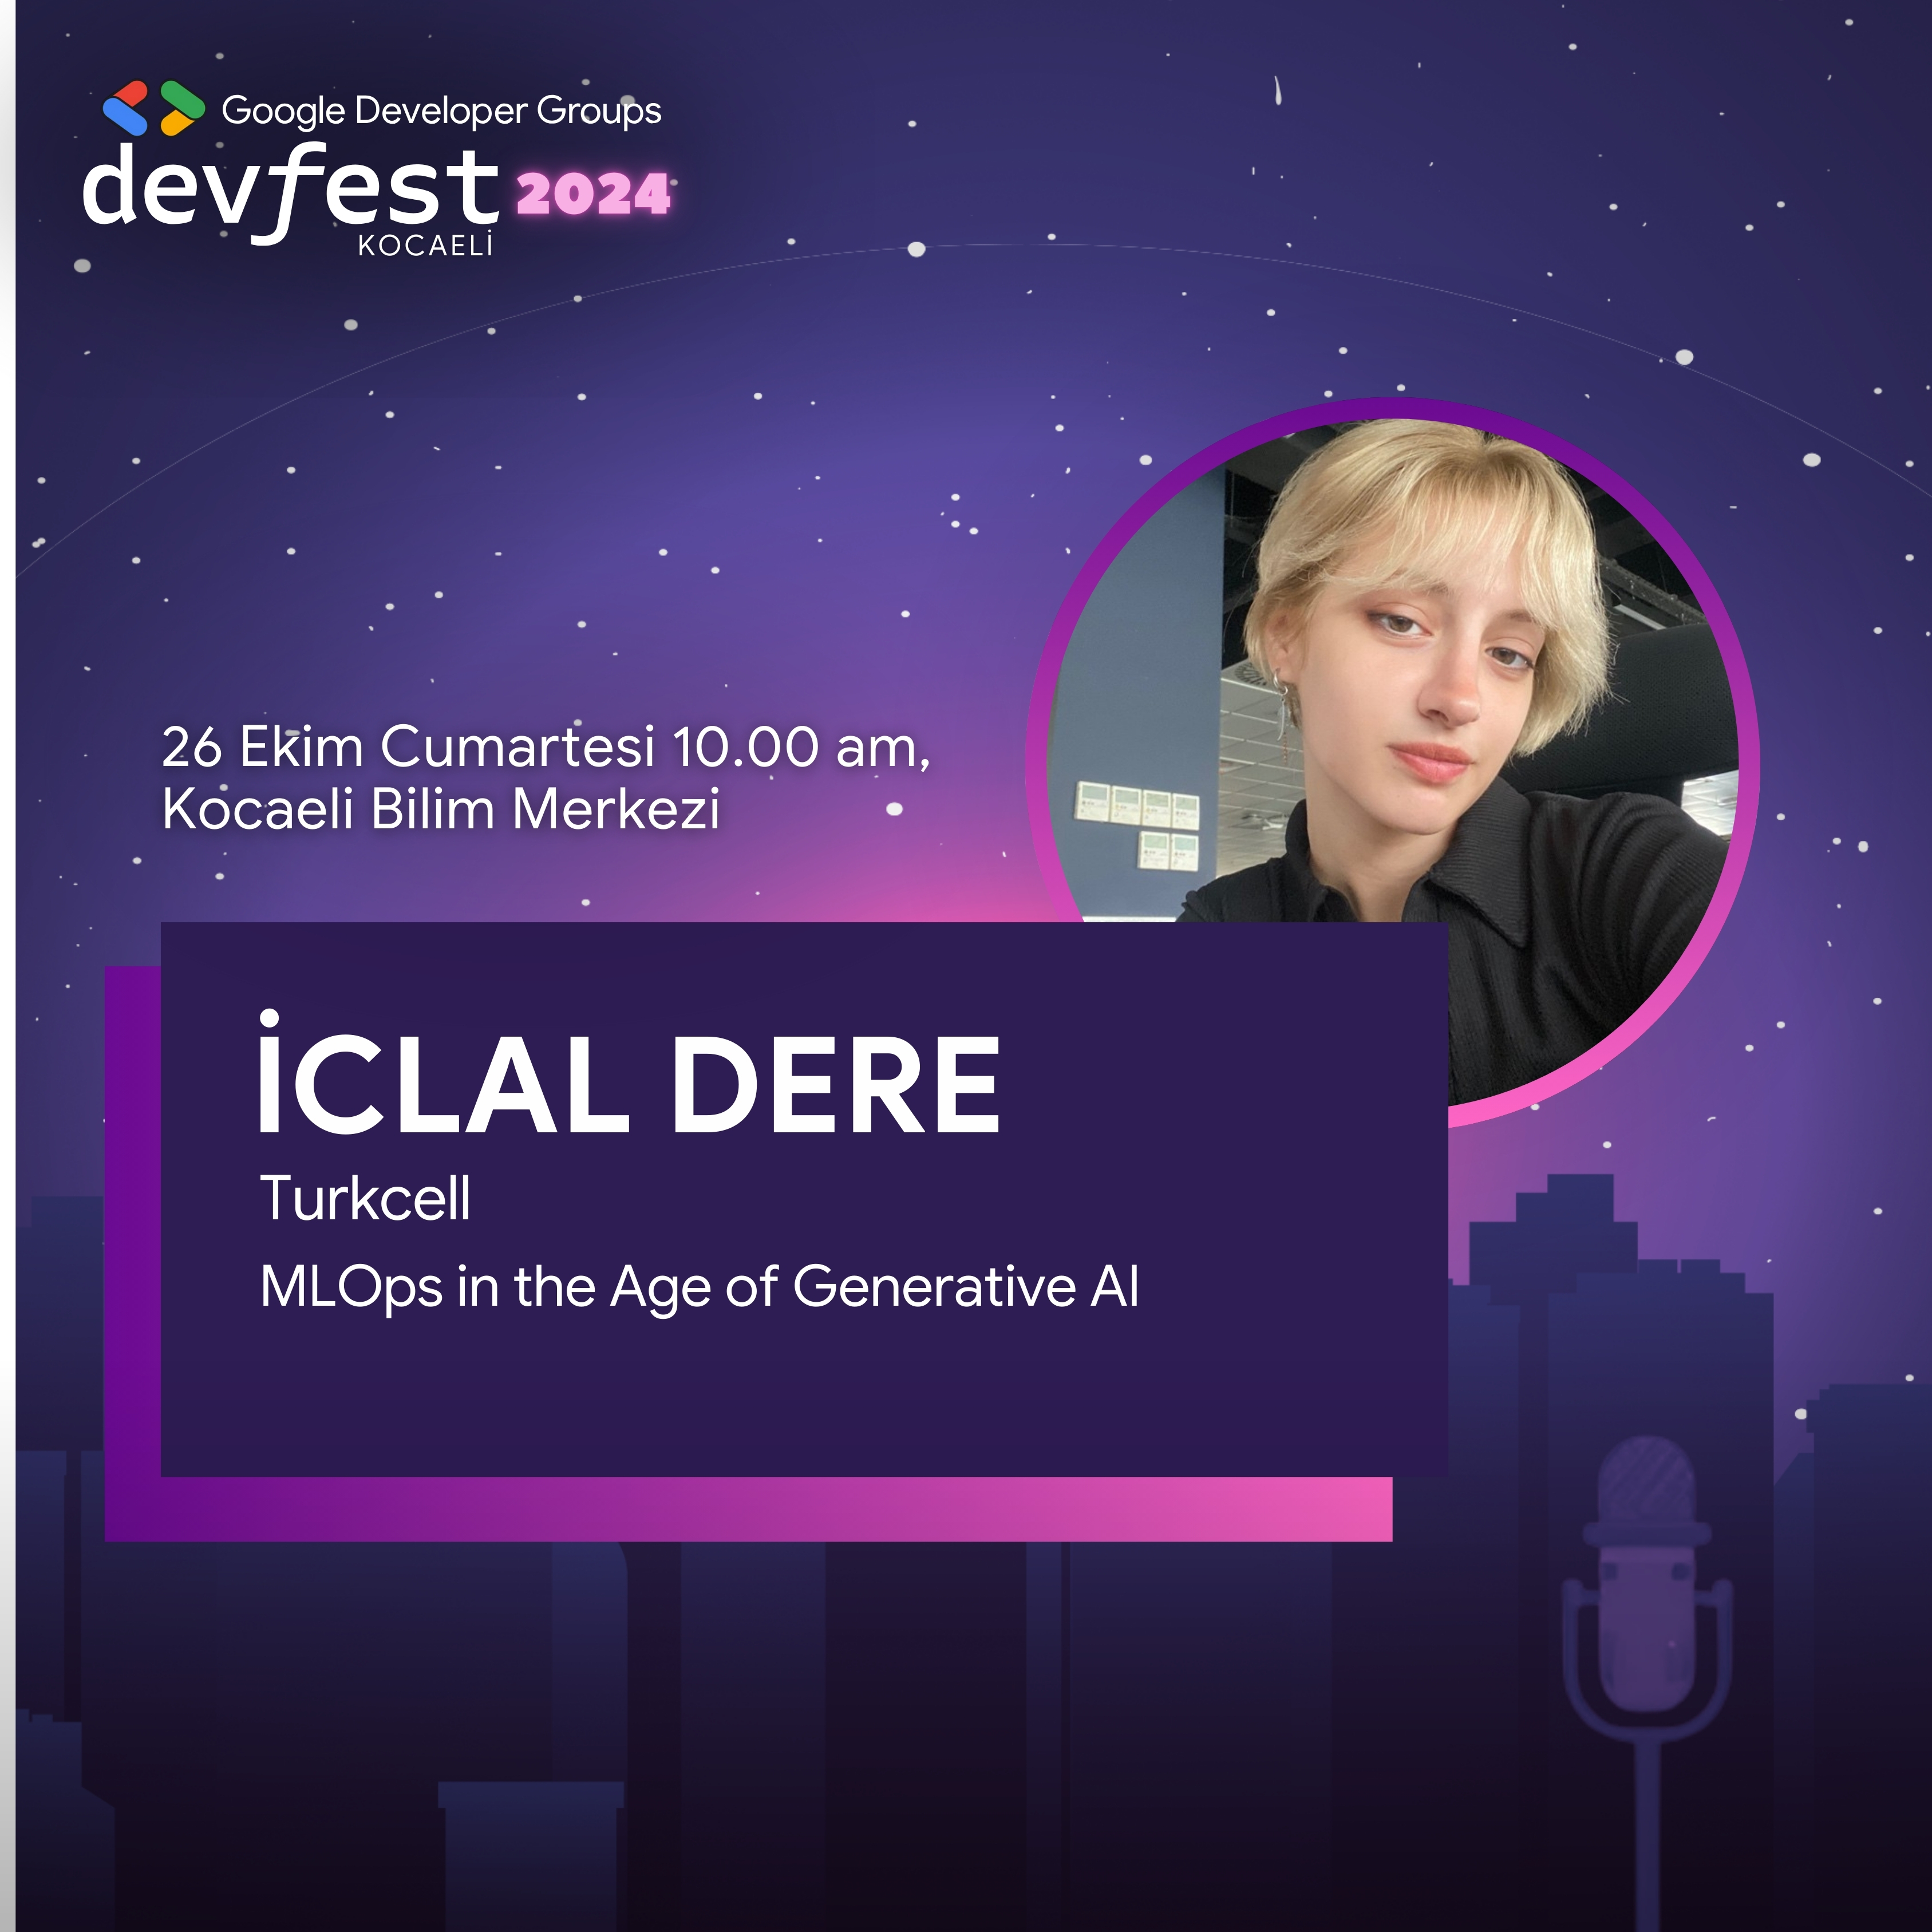 Google Developer Groups
devfest 2024
KOCAELİ
26 Ekim Cumartesi 10.00 am,
Kocaeli Bilim Merkezi
İCLAL DERE
Turkcell
MLOps in the Age of Generative AI